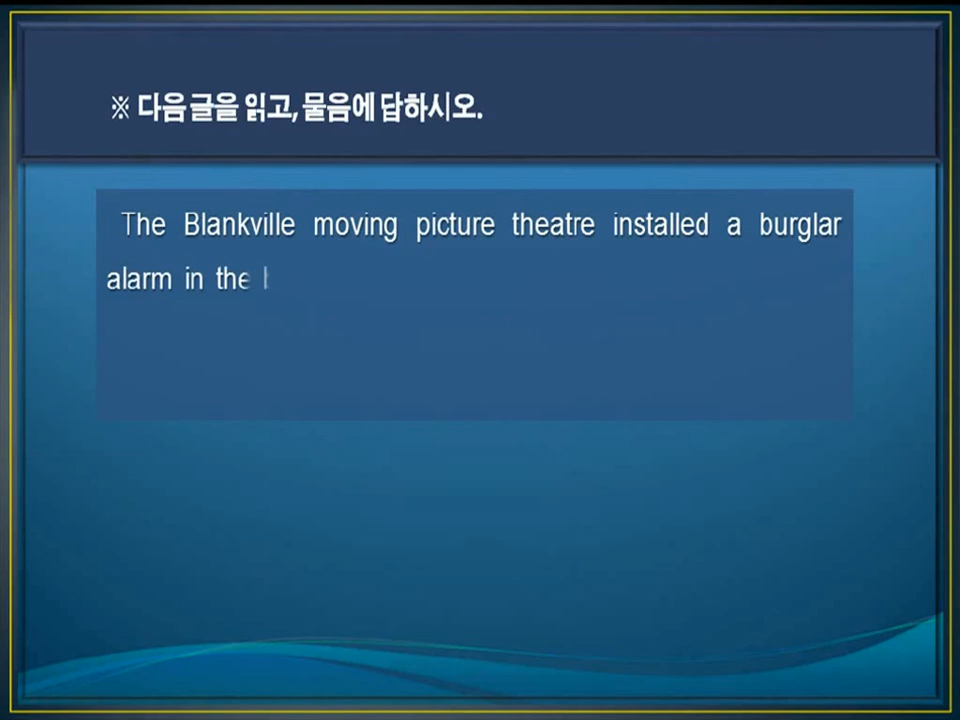 ※ 다음 글을 읽고, 물음에 답하시오.
The Blankville moving picture theatre installed a burglar
alarm in the